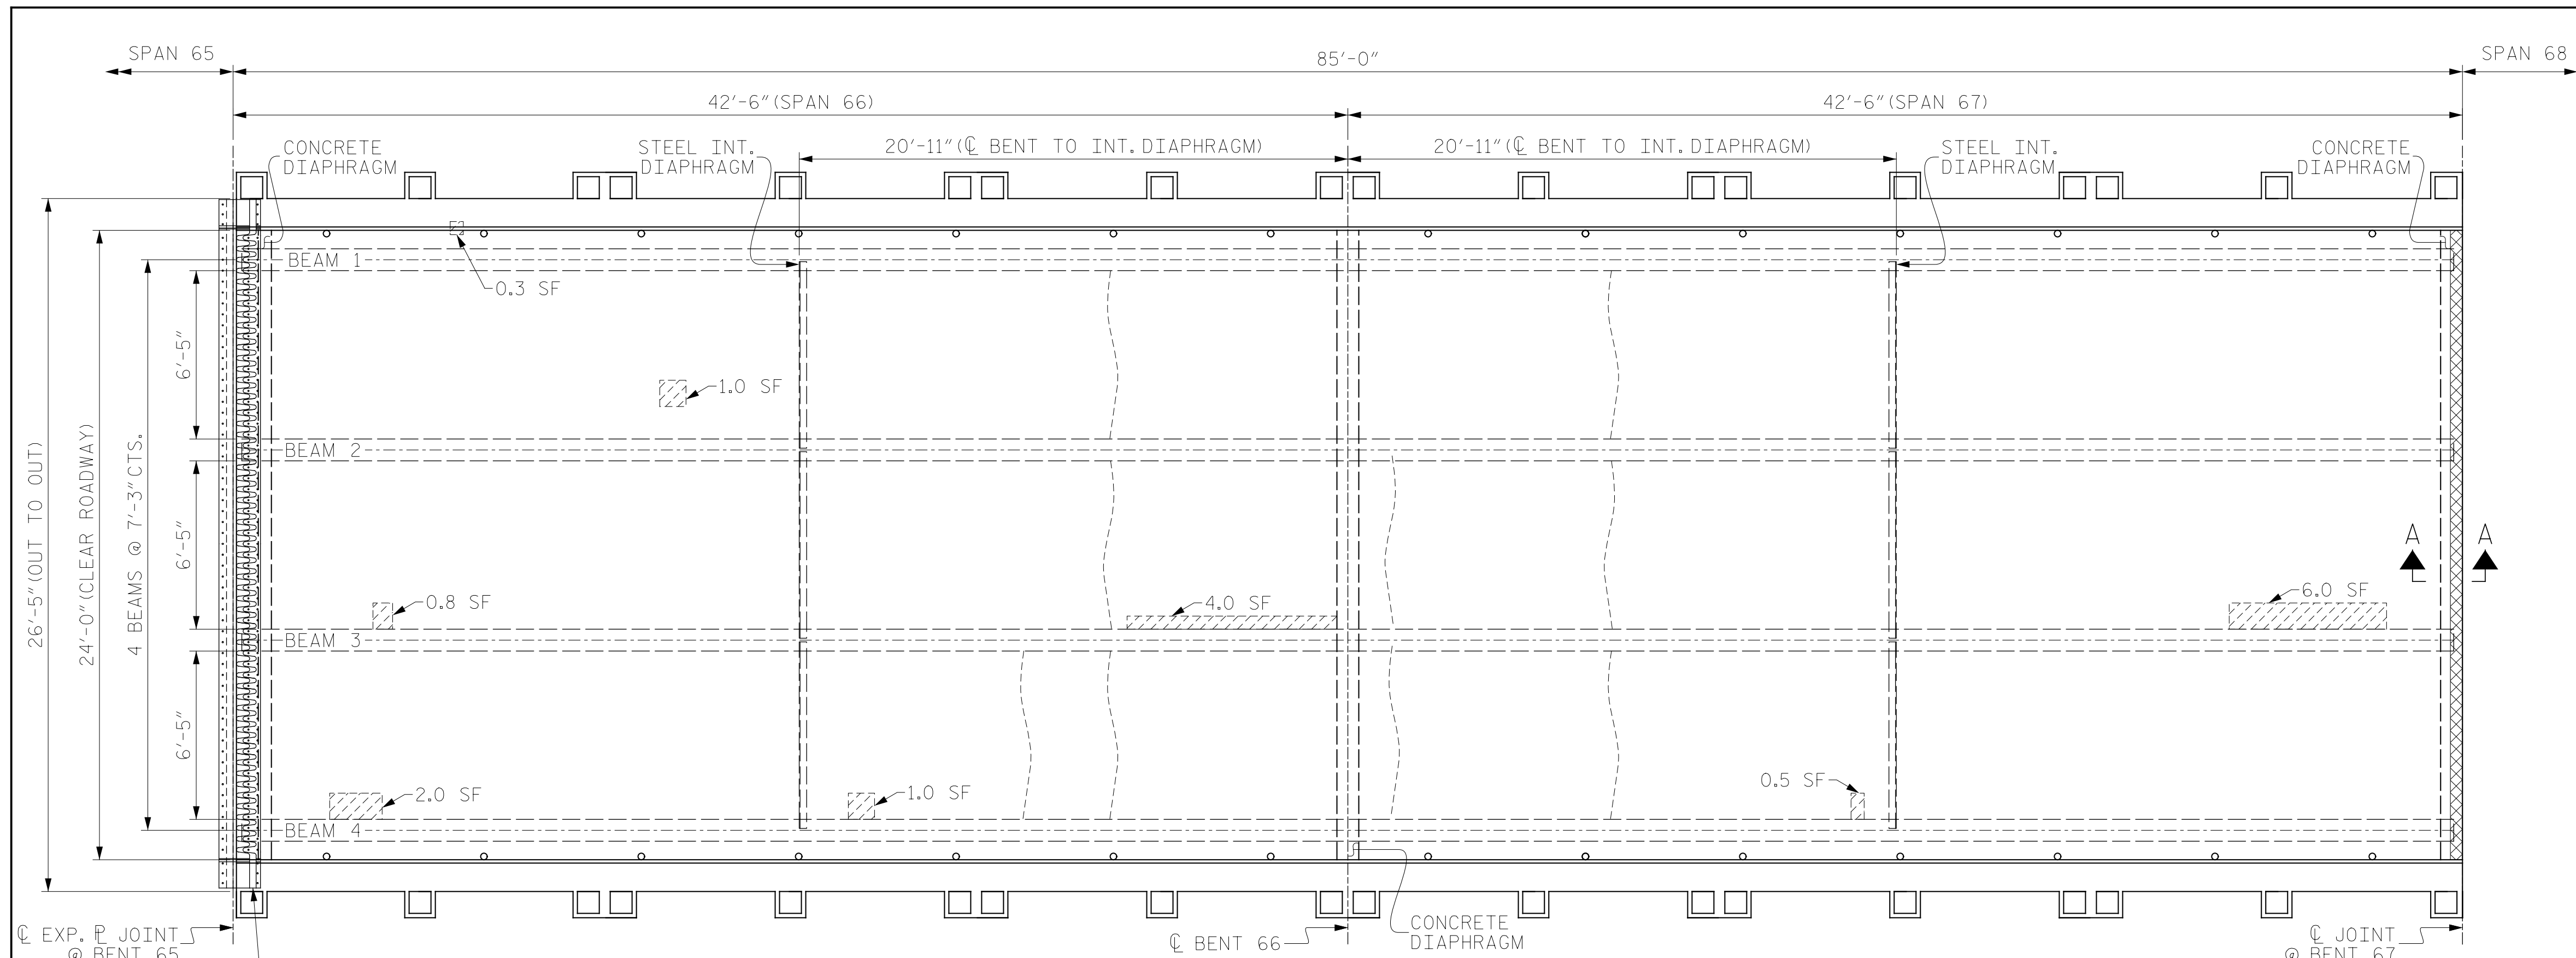 SPAN 65
85'-0"
SPAN 68
42'-6"(SPAN 66)
42'-6"(SPAN 67)
CONCRETE
DIAPHRAGM
STEEL INT.
DIAPHRAGM
20'-11"(℄ BENT TO INT. DIAPHRAGM)
20'-11"(℄ BENT TO INT. DIAPHRAGM)
STEEL INT.
DIAPHRAGM
CONCRETE
DIAPHRAGM
BEAM 1
0.3 SF
6'-5"
1.0 SF
BEAM 2
26'-5"(OUT TO OUT)
24'-0"(CLEAR ROADWAY)
4 BEAMS @ 7'-3"CTS.
6'-5"
A
A
0.8 SF
4.0 SF
6.0 SF
BEAM 3
6'-5"
2.0 SF
1.0 SF
0.5 SF
BEAM 4
℄ EXP. ⅊ JOINT
@ BENT 65
℄ BENT 66
CONCRETE
DIAPHRAGM
℄ JOINT
@ BENT 67